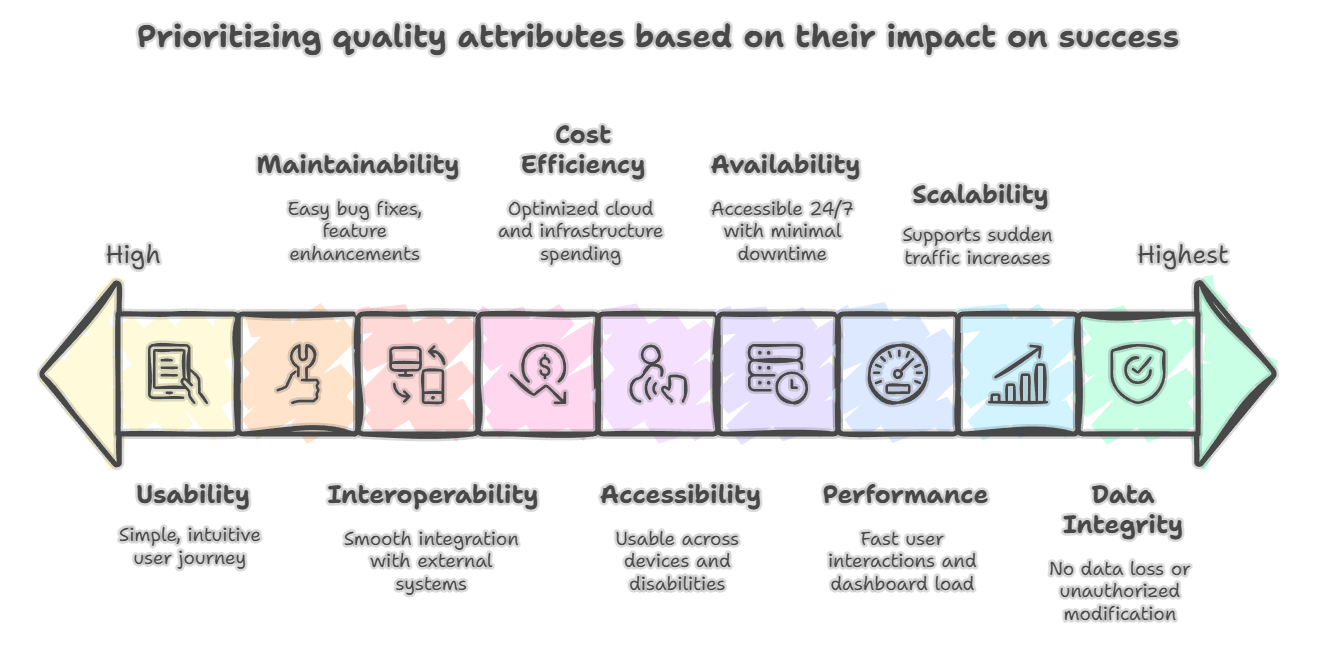 Prioritizing quality attributes based on their impact on success
Cost
Efficiency
Optimized cloud
and infrastructure
spending
Maintainability
Easy bug fixes,
feature
enhancements
Availability
Accessible 24/7
with minimal
downtime
Scalability
Supports sudden
traffic increases
High
Highest
$
Usability
Simple, intuitive
user journey
Interoperability
Smooth integration
with external
systems
Accessibility
Usable across
devices and
disabilities
Performance
Fast user
interactions and
dashboard load
Data
Integrity
No data loss or
unauthorized
modification